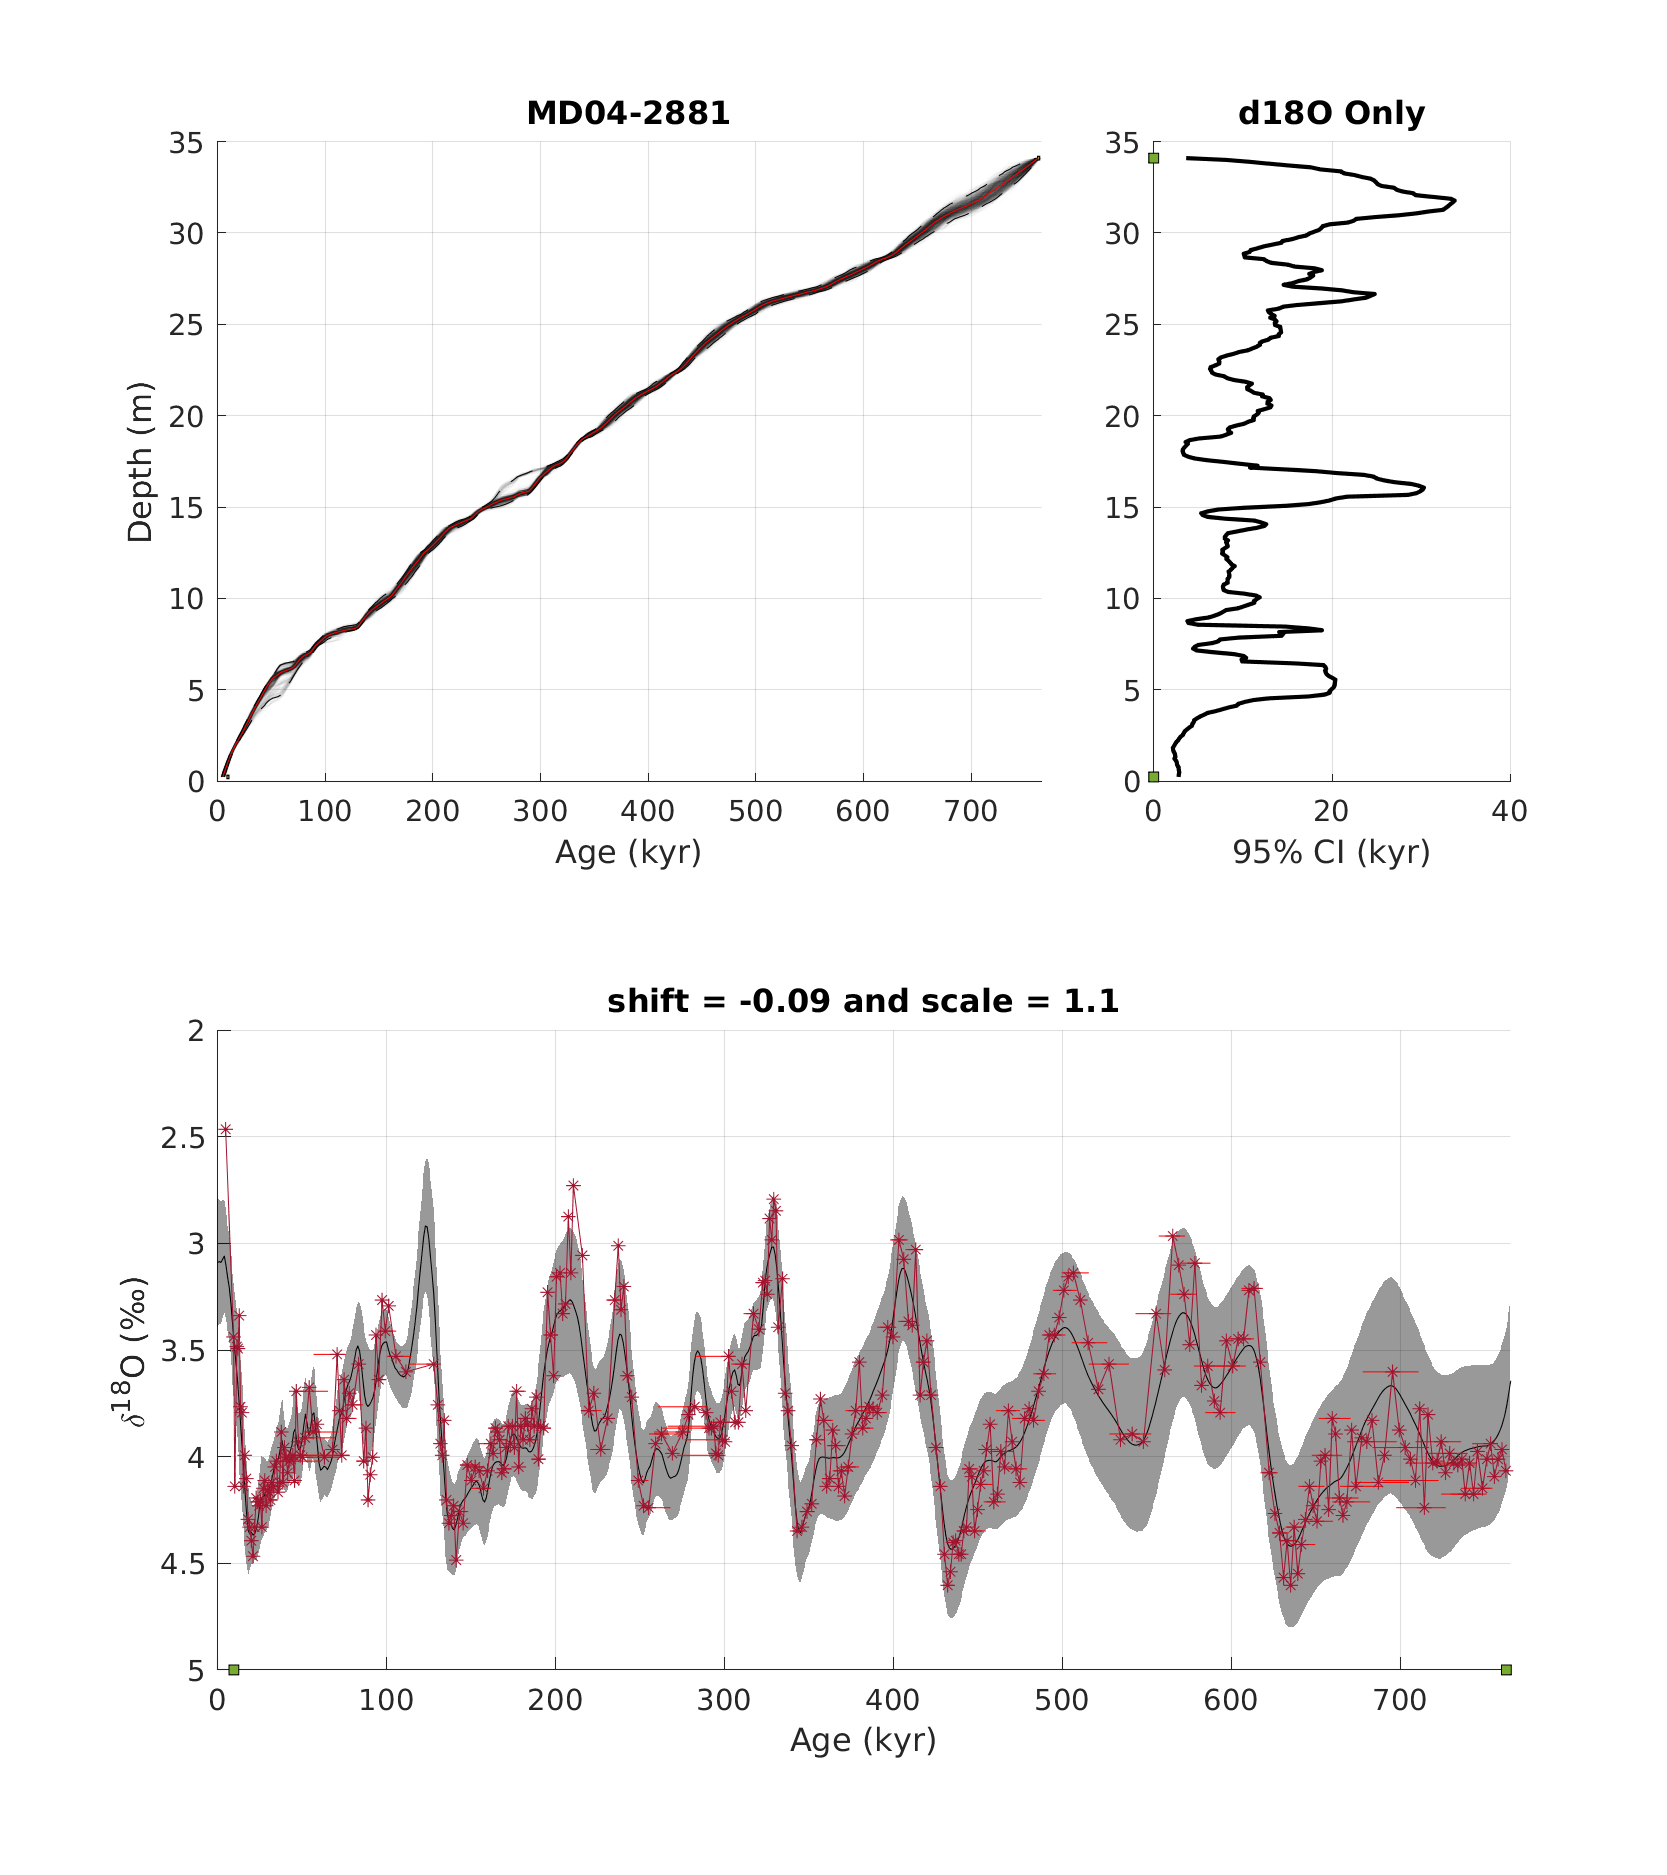 MD04-2881
35
30
25
20
15
10
5
0
Depth (m)
0 100 200 300 400 500 600 700
Age (kyr)
d18O Only
35
30
25
20
15
10
5
0
0 20 40
95% CI (kyr)
shift = -0.09 and scale = 1.1
2
2.5
3
3.5
4
4.5
5
δ18O (‰)
0 100 200 300 400 500 600 700
Age (kyr)